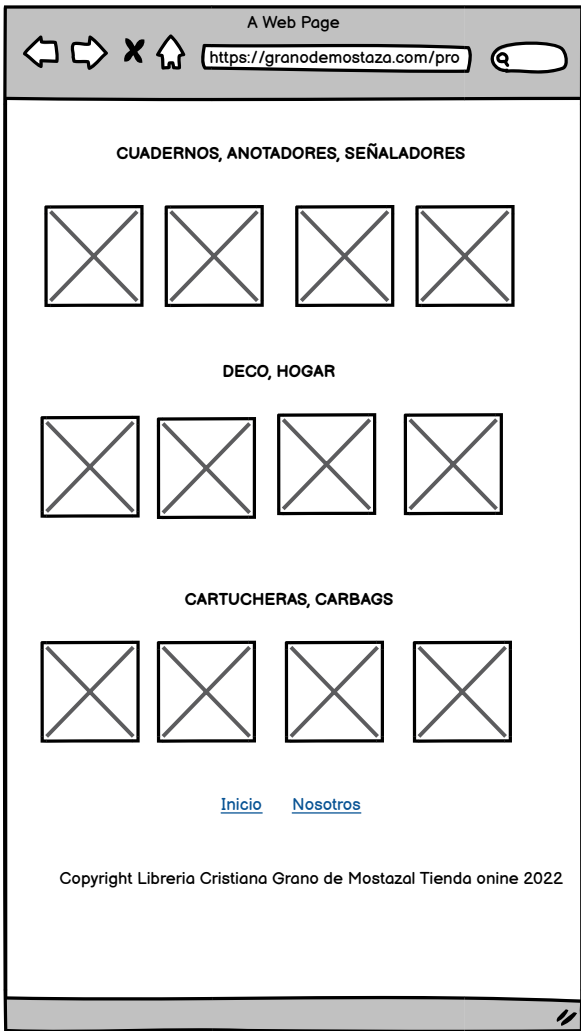 A Web Page
https://granodemostaza.com/pro
CUADERNOS, ANOTADORES, SEÑALADORES
DECO, HOGAR
CARTUCHERAS, CARBAGS
Inicio Nosotros
Copyright Libreria Cristiana Grano de Mostazal Tienda onine 2022